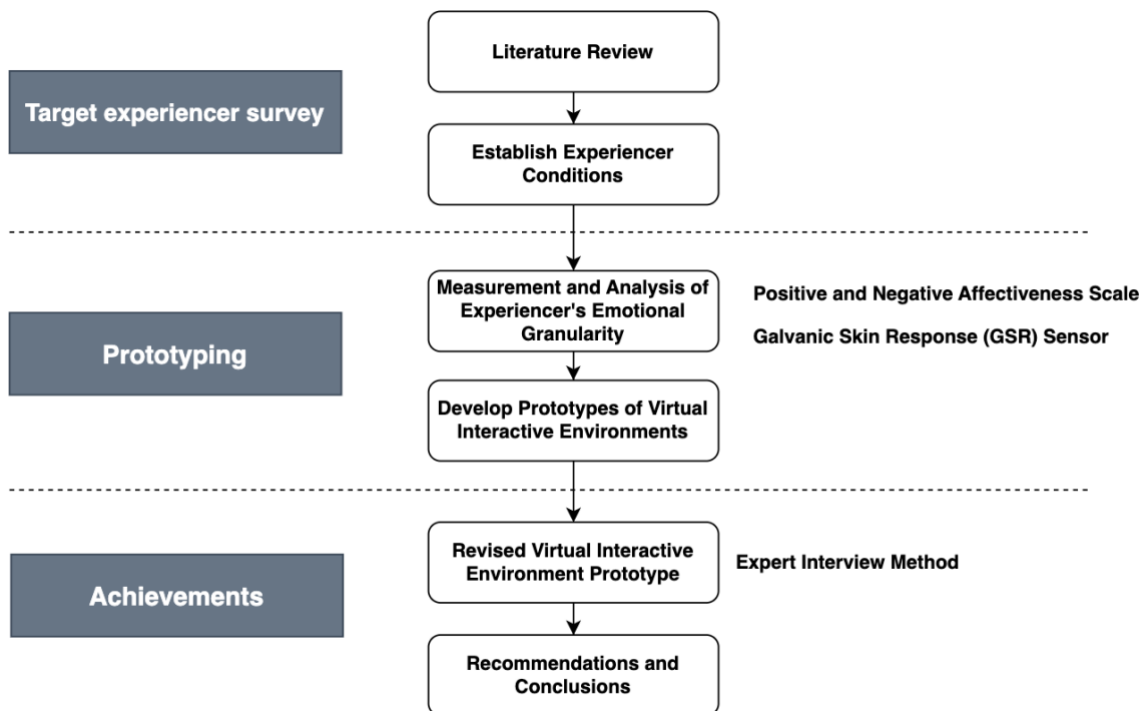 Literature Review
Target experiencer survey
Establish Experiencer
Conditions
Measurement and Analysis of
Experiencer's Emotional
Granularity
Positive and Negative Affectiveness Scale
Galvanic Skin Response (GSR) Sensor
Prototyping
Develop Prototypes of Virtual
Interactive Environments
Revised Virtual Interactive
Environment Prototype
Expert Interview Method
Achievements
Recommendations and
Conclusions